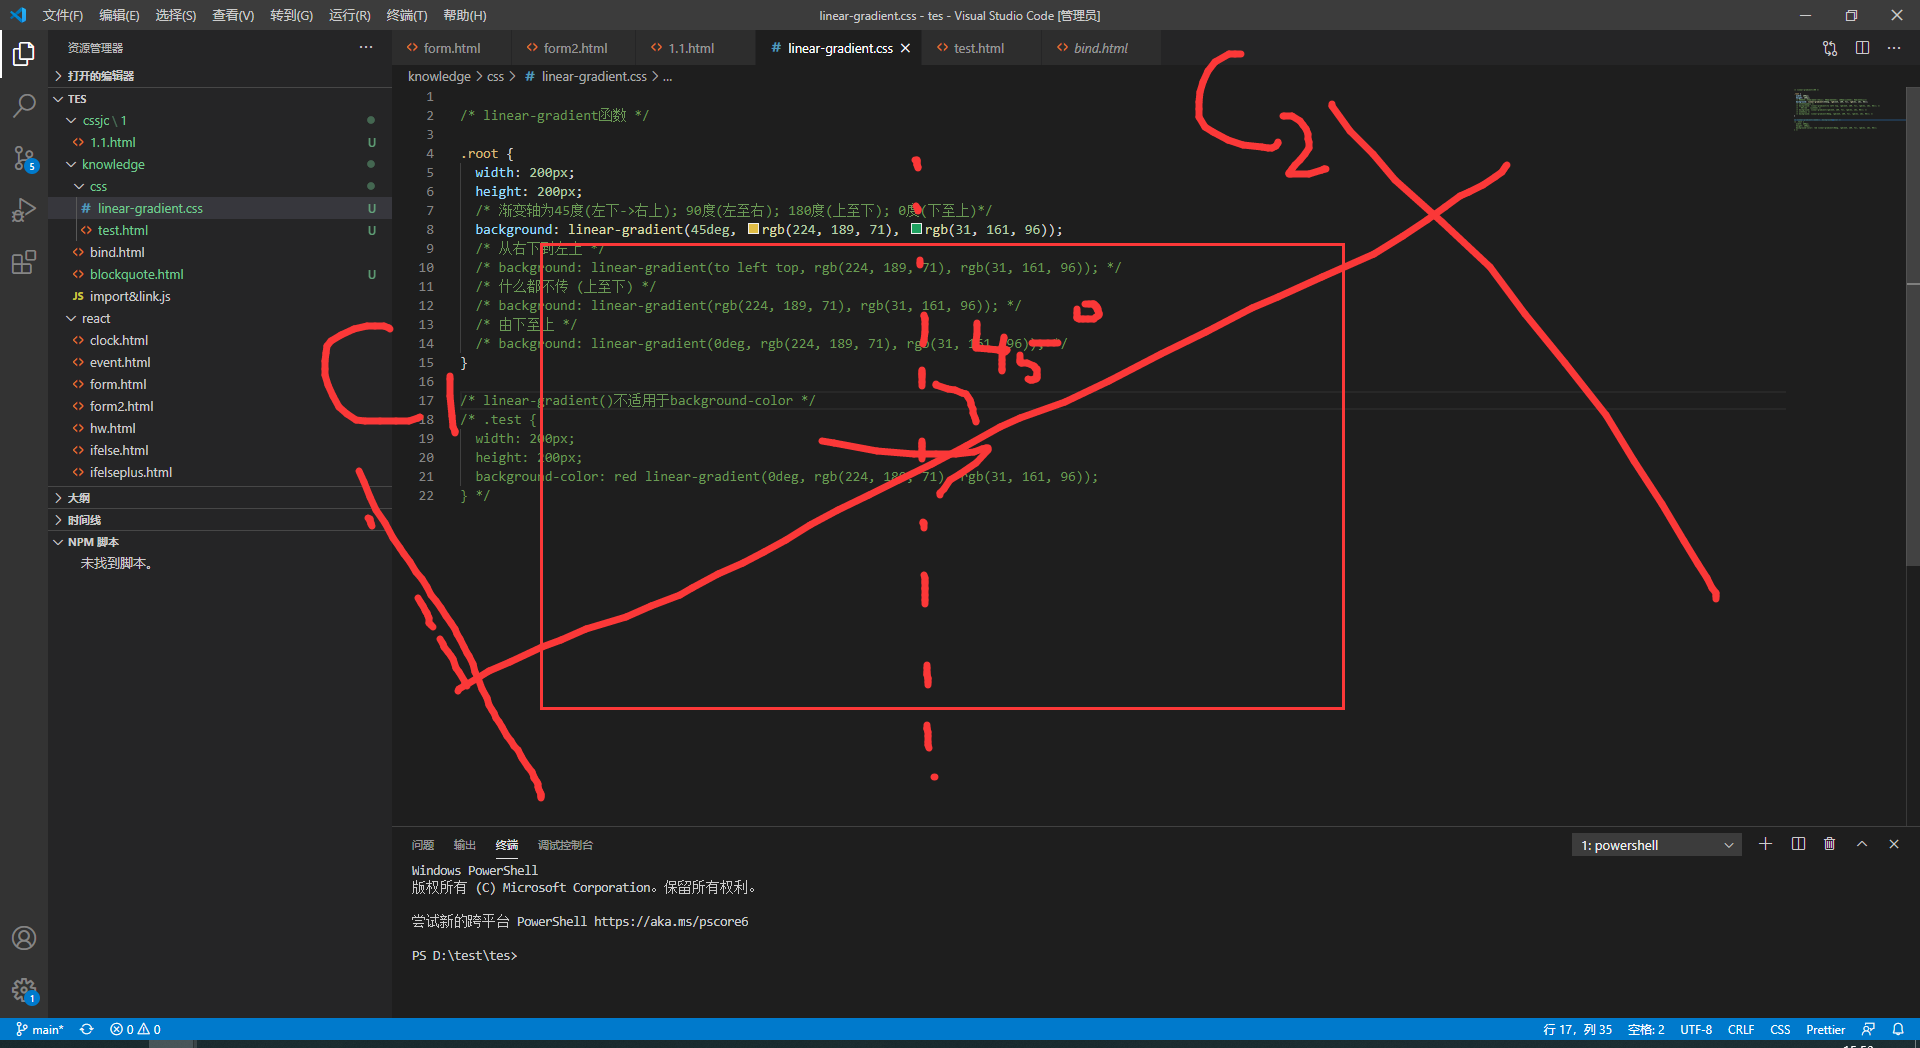 文件(F) 编辑(E) 选择(S) 查看(V) 转到(G) 运行(R) 终端(T) 帮助(H)
linear-gradient.css - tes - Visual Studio Code [管理员]
资源管理器 ···
打开的编辑器
TES
cssjc \ 1
1.1.html U
knowledge
css
# linear-gradient.css U
test.html U
bind.html
blockquote.html U
JS import&link.js
react
clock.html
event.html
form.html
form2.html
hw.html
ifelse.html
ifelseplus.html
大纲
时间线
NPM 脚本
未找到脚本。
5
1
form.html form2.html 1.1.html # linear-gradient.css test.html bind.html
knowledge > css > # linear-gradient.css > ...
1
2 /* linear-gradient函数 */
3
4 .root {
5 width: 200px;
6 height: 200px;
7 /* 渐变轴为45度(左下->右上); 90度(左至右); 180度(上至下); 0度(下至上)*/
8 background: linear-gradient(45deg, rgb(224, 189, 71), rgb(31, 161, 96));
9 /* 从右下到左上 */
10 /* background: linear-gradient(to left top, rgb(224, 189, 71), rgb(31, 161, 96)); */
11 /* 什么都不传 (上至下) */
12 /* background: linear-gradient(rgb(224, 189, 71), rgb(31, 161, 96)); */
13 /* 由下至上 */
14 /* background: linear-gradient(0deg, rgb(224, 189, 71), rgb(31, 161, 96)); */
15 }
16
17 /* linear-gradient()不适用于background-color */
18 /* .test {
19 width: 200px;
20 height: 200px;
21 background-color: red linear-gradient(0deg, rgb(224, 189, 71), rgb(31, 161, 96));
22 } */
C1
C2
45°
问题 输出 终端 调试控制台 1: powershell
Windows PowerShell
版权所有 (C) Microsoft Corporation。保留所有权利。
尝试新的跨平台 PowerShell https://aka.ms/pscore6
PS D:\test\tes>
main* 0 0 行 17，列 35 空格: 2 UTF-8 CRLF CSS Prettier